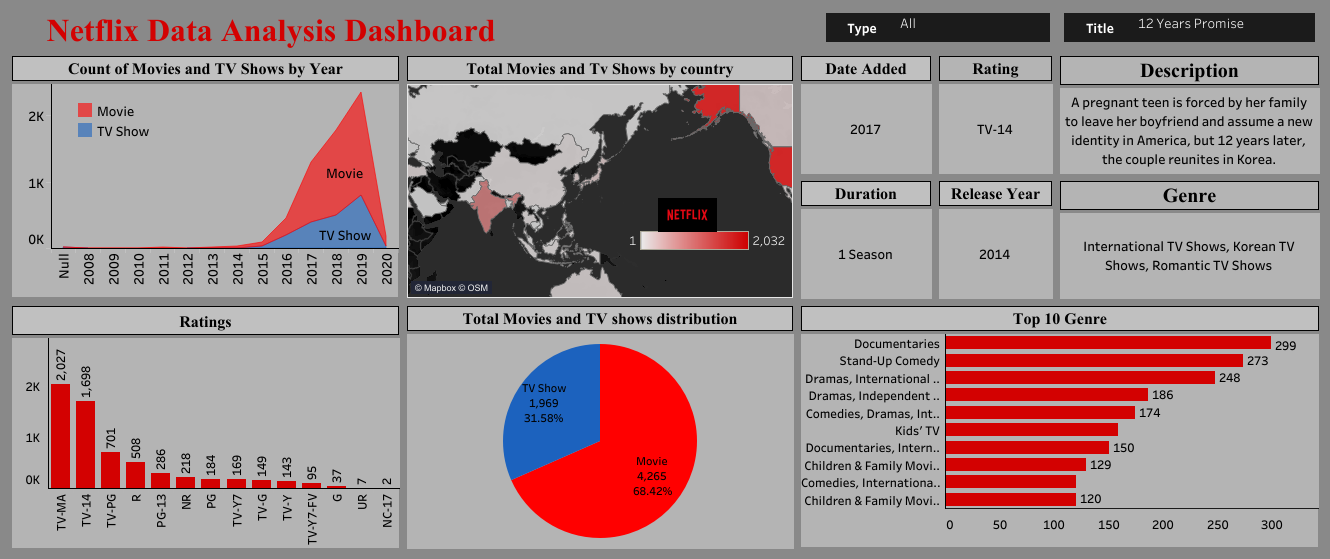 Netflix Data Analysis Dashboard
Type All
Title 12 Years Promise
Count of Movies and TV Shows by Year
2K
1K
0K
Movie
TV Show
Movie
TV Show
Null 2008 2009 2010 2011 2012 2013 2014 2015 2016 2017 2018 2019 2020
Total Movies and Tv Shows by country
NETFLIX
1 2,032
© Mapbox © OSM
Date Added
2017
Rating
TV-14
Description
A pregnant teen is forced by her family
to leave her boyfriend and assume a new
identity in America, but 12 years later,
the couple reunites in Korea.
Duration
1 Season
Release Year
2014
Genre
International TV Shows, Korean TV
Shows, Romantic TV Shows
Ratings
2K
1K
0K
2,027 1,698 701 508 286 218 184 169 149 143 95 37 7 2
TV-MA TV-14 TV-PG R PG-13 NR PG TV-Y7 TV-G TV-Y TV-Y7-FV G UR NC-17
Total Movies and TV shows distribution
TV Show
1,969
31.58%
Movie
4,265
68.42%
Top 10 Genre
Documentaries 299
Stand-Up Comedy 273
Dramas, International .. 248
Dramas, Independent .. 186
Comedies, Dramas, Int.. 174
Kids' TV
Documentaries, Intern.. 150
Children & Family Movi.. 129
Comedies, Internationa..
Children & Family Movi.. 120
0 50 100 150 200 250 300